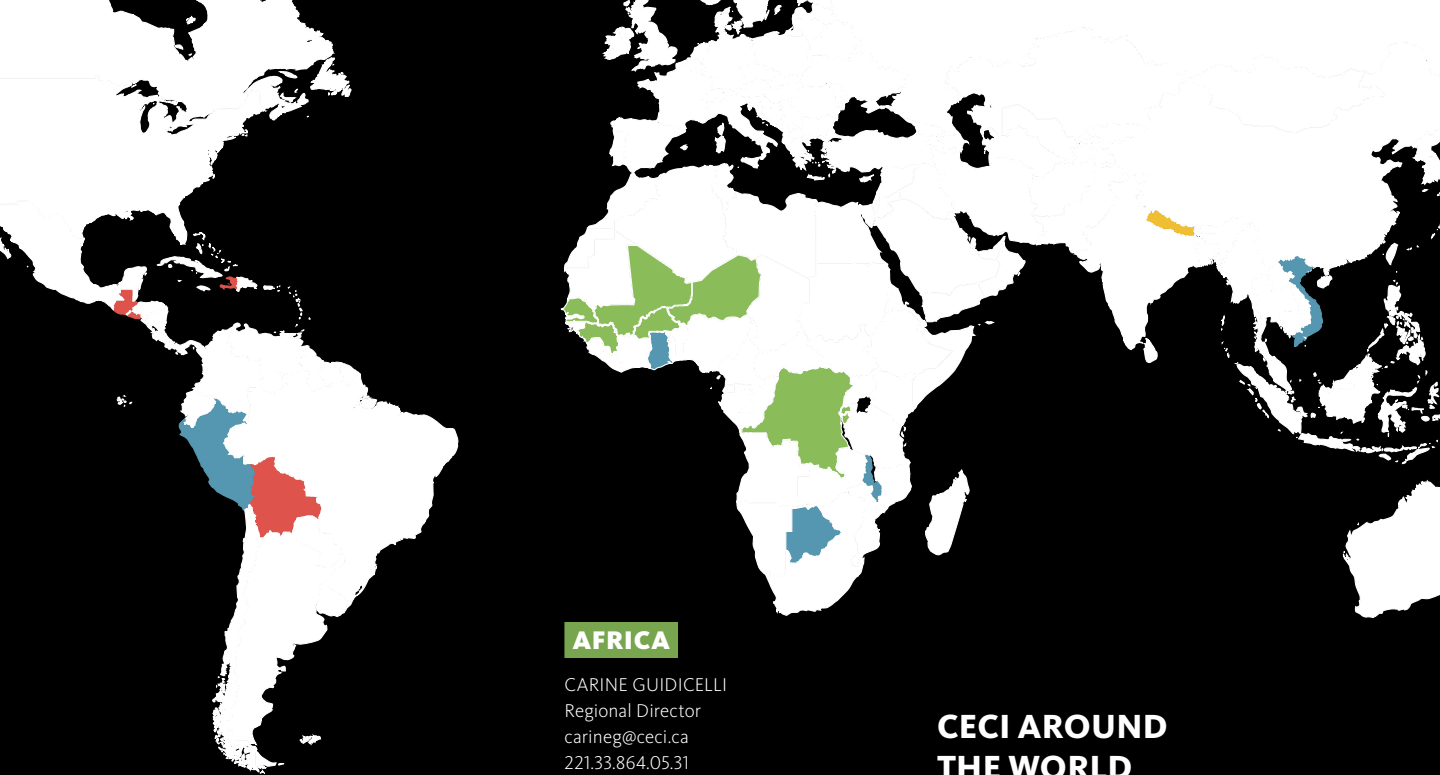 AFRICA
CARINE GUIDICELLI
Regional Director
carineg@ceci.ca
221.33.864.05.31
CECI AROUND
THE WORLD